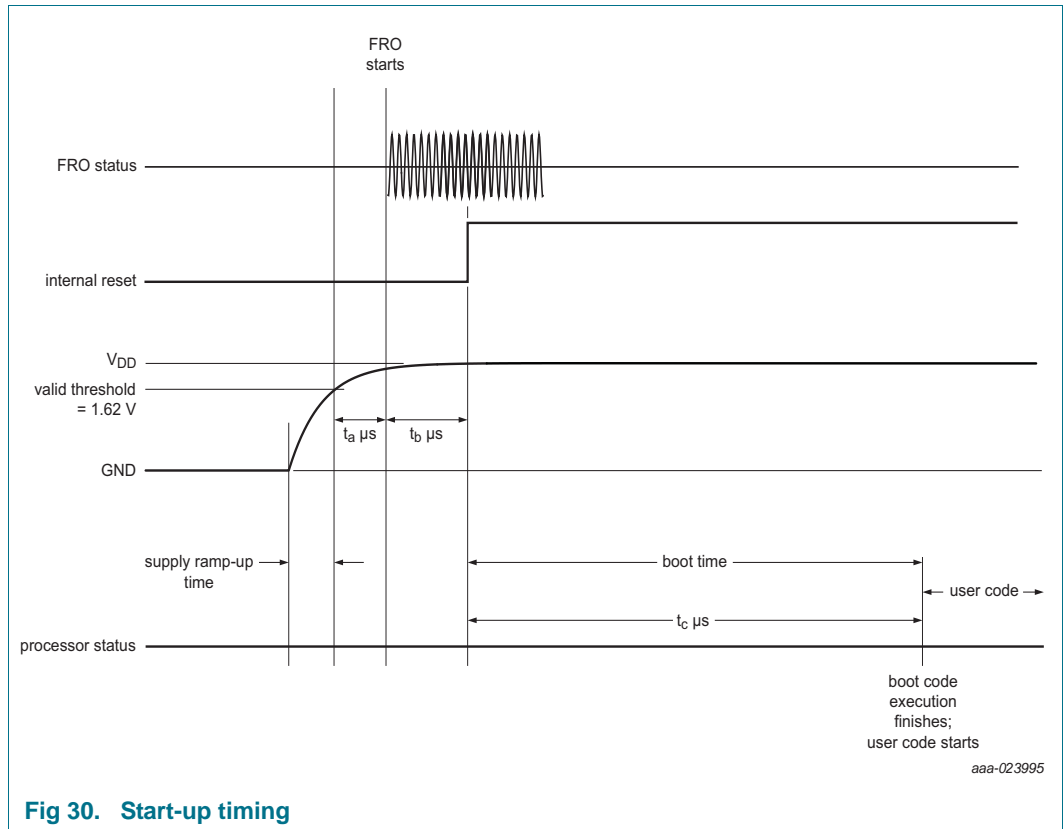 FRO
starts
FRO status
internal reset
VDD
valid threshold
= 1.62 V
ta μs
tb μs
GND
supply ramp-up
time
boot time
user code
tc μs
processor status
boot code
execution
finishes;
user code starts
aaa-023995
Fig 30. Start-up timing